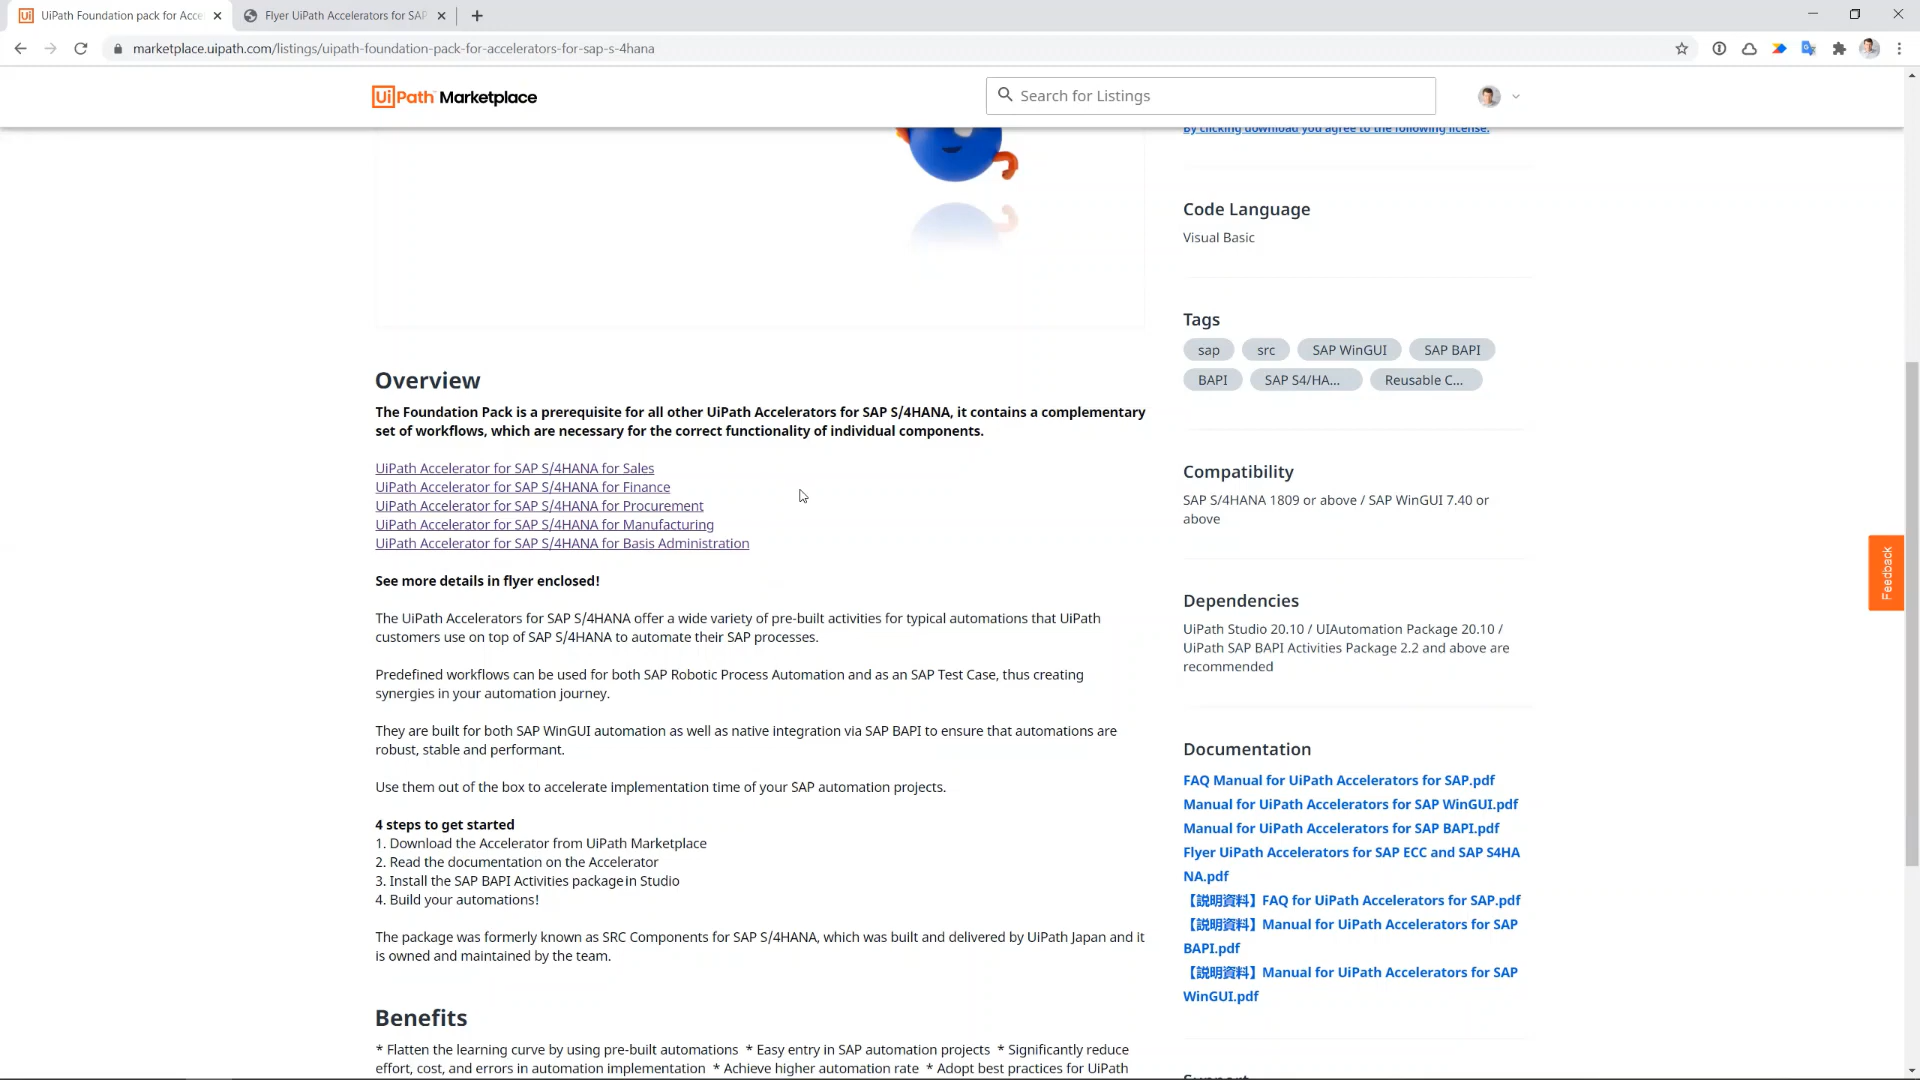 UiPath Foundation pack for Acce
Flyer UiPath Accelerators for SAP
marketplace.uipath.com/listings/uipath-foundation-pack-for-accelerators-for-sap-s-4hana
UiPath Marketplace
Search for Listings
By clicking download you agree to the following license.
Code Language
Visual Basic
Tags
sap src SAP WinGUI SAP BAPI
BAPI SAP S4/HA... Reusable C...
Overview
The Foundation Pack is a prerequisite for all other UiPath Accelerators for SAP S/4HANA, it contains a complementary
set of workflows, which are necessary for the correct functionality of individual components.
UiPath Accelerator for SAP S/4HANA for Sales
UiPath Accelerator for SAP S/4HANA for Finance
UiPath Accelerator for SAP S/4HANA for Procurement
UiPath Accelerator for SAP S/4HANA for Manufacturing
UiPath Accelerator for SAP S/4HANA for Basis Administration
See more details in flyer enclosed!
The UiPath Accelerators for SAP S/4HANA offer a wide variety of pre-built activities for typical automations that UiPath
customers use on top of SAP S/4HANA to automate their SAP processes.
Predefined workflows can be used for both SAP Robotic Process Automation and as an SAP Test Case, thus creating
synergies in your automation journey.
They are built for both SAP WinGUI automation as well as native integration via SAP BAPI to ensure that automations are
robust, stable and performant.
Use them out of the box to accelerate implementation time of your SAP automation projects.
4 steps to get started
1. Download the Accelerator from UiPath Marketplace
2. Read the documentation on the Accelerator
3. Install the SAP BAPI Activities package in Studio
4. Build your automations!
The package was formerly known as SRC Components for SAP S/4HANA, which was built and delivered by UiPath Japan and it
is owned and maintained by the team.
Benefits
* Flatten the learning curve by using pre-built automations * Easy entry in SAP automation projects * Significantly reduce
effort, cost, and errors in automation implementation * Achieve higher automation rate * Adopt best practices for UiPath
Compatibility
SAP S/4HANA 1809 or above / SAP WinGUI 7.40 or
above
Dependencies
UiPath Studio 20.10 / UIAutomation Package 20.10 /
UiPath SAP BAPI Activities Package 2.2 and above are
recommended
Documentation
FAQ Manual for UiPath Accelerators for SAP.pdf
Manual for UiPath Accelerators for SAP WinGUI.pdf
Manual for UiPath Accelerators for SAP BAPI.pdf
Flyer UiPath Accelerators for SAP ECC and SAP S4HA
NA.pdf
【説明資料】FAQ for UiPath Accelerators for SAP.pdf
【説明資料】Manual for UiPath Accelerators for SAP
BAPI.pdf
【説明資料】Manual for UiPath Accelerators for SAP
WinGUI.pdf
Support
Feedback